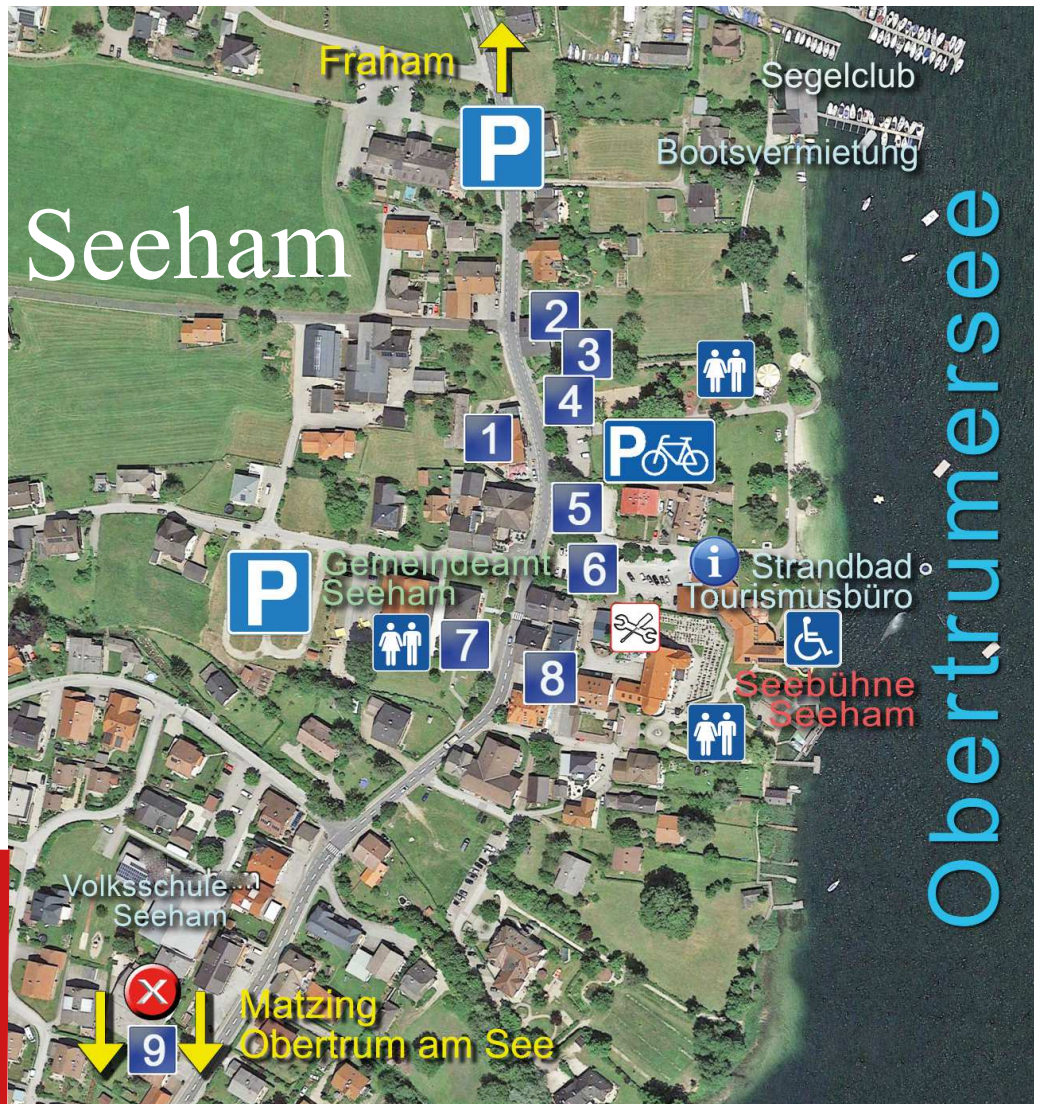 Fraham
Segelclub
P
Bootsvermietung
Seeham
2
3
4
1
P
5
Obertrumersee
Gemeindeamt
Seeham
P
6
i
Strandbad
Tourismusbüro
7
8
Seebühne
Seeham
Volksschule
Seeham
X
9
Matzing
Obertrum am See